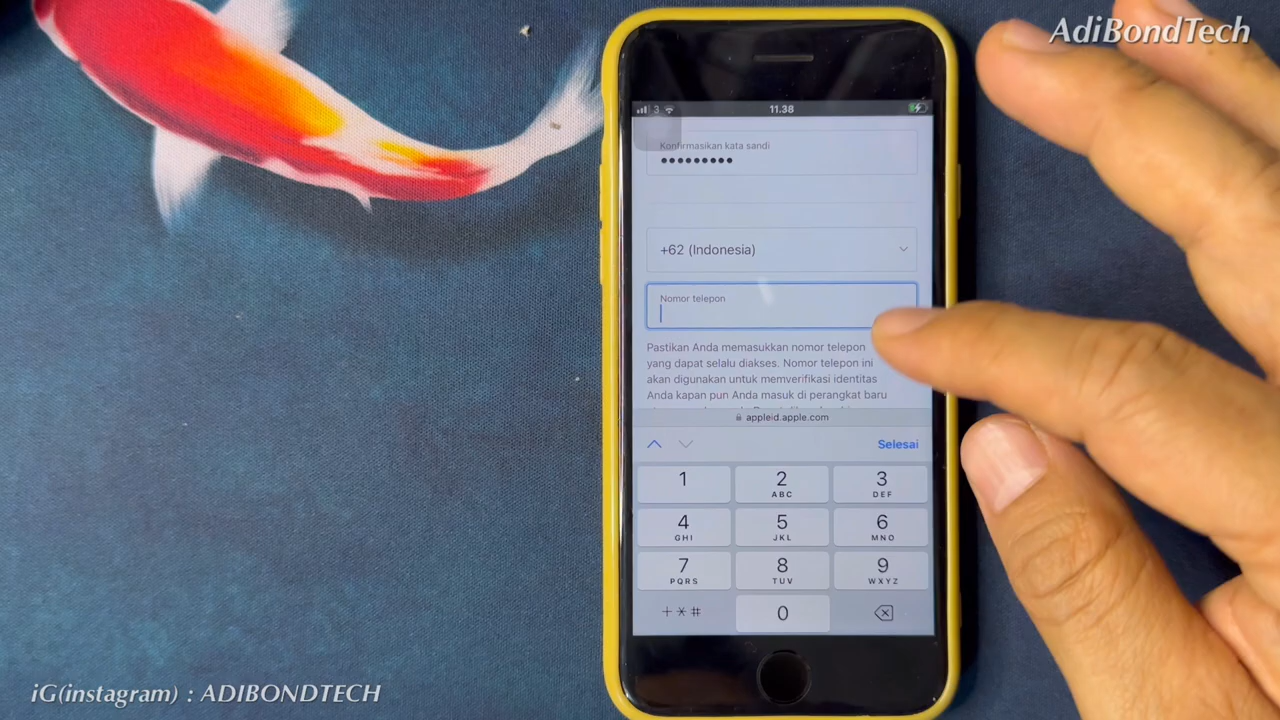 AdiBondTech
3 11.38
Konfirmasikan kata sandi
•••••••••
+62 (Indonesia)
Nomor telepon
Pastikan Anda memasukkan nomor telepon
yang dapat selalu diakses. Nomor telepon ini
akan digunakan untuk memverifikasi identitas
Anda kapan pun Anda masuk di perangkat baru
appleid.apple.com
Selesai
1 2 3
ABC DEF
4 5 6
GHI JKL MNO
7 8 9
PQRS TUV WXYZ
+*# 0
iG(instagram) : ADIBONDTECH